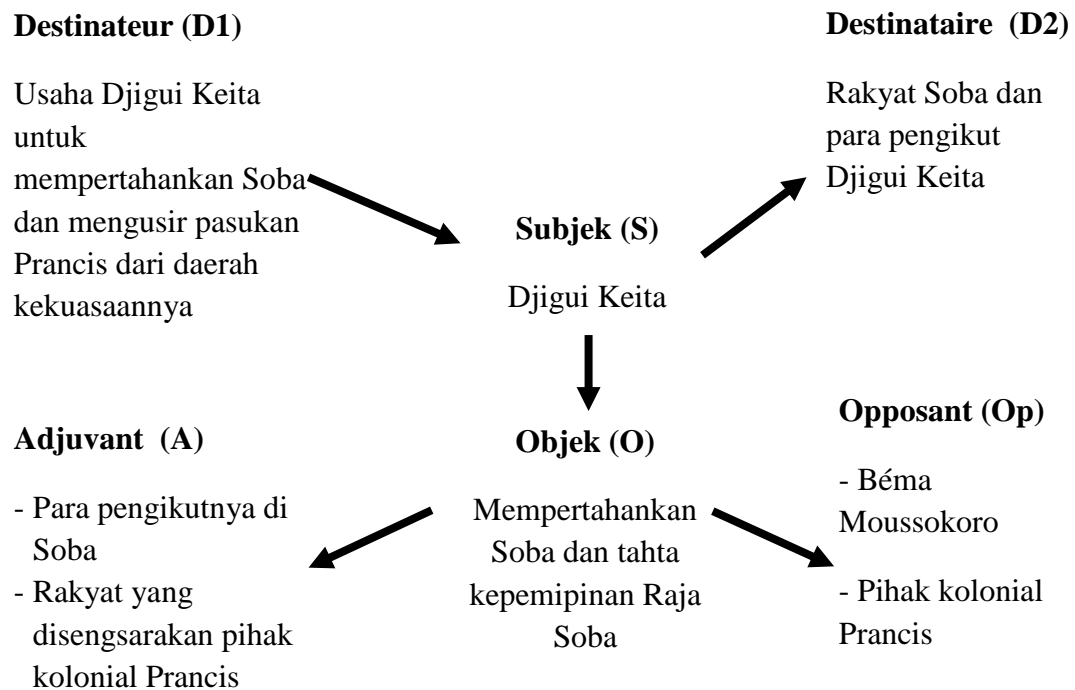 Destinateur (D1)
Usaha Djigui Keita
untuk
mempertahankan Soba
dan mengusir pasukan
Prancis dari daerah
kekuasaannya
Destinataire (D2)
Rakyat Soba dan
para pengikut
Djigui Keita
Subjek (S)
Djigui Keita
Adjuvant (A)
- Para pengikutnya di
Soba
- Rakyat yang
disengsarakan pihak
kolonial Prancis
Objek (O)
Mempertahankan
Soba dan tahta
kepemipinan Raja
Soba
Opposant (Op)
- Béma
Moussokoro
- Pihak kolonial
Prancis